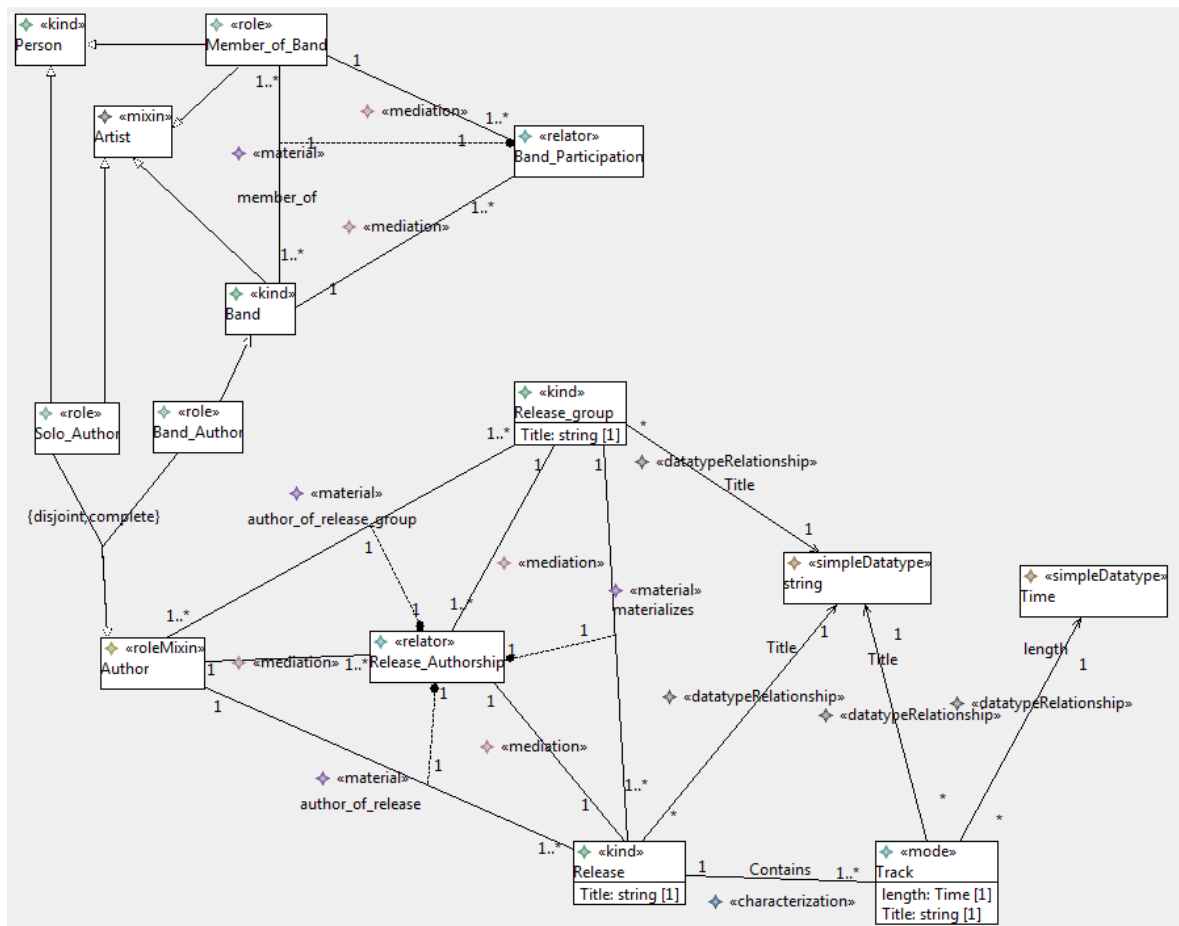 «kind»
Person
«role»
Member_of_Band
1
1..*
«mixin»
Artist
«mediation»
1..*
«relator»
Band_Participation
1
1
«material»
member_of
1..*
«mediation»
1..*
1
«kind»
Band
«kind»
Release_group
Title: string [1]
«role»
Solo_Author
«role»
Band_Author
1..*
1
1
*
«datatypeRelationship»
Title
«material»
author_of_release_group
{disjoint,complete}
1
1
«mediation»
«simpleDatatype»
string
«simpleDatatype»
Time
«material»
materializes
1..*
1..*
1
«roleMixin»
Author
«relator»
Release_Authorship
1
1
1
«mediation»
1..*
Title
1
1
Title
length
1
1
1
1
«datatypeRelationship»
«datatypeRelationship»
«datatypeRelationship»
«mediation»
1
«material»
author_of_release
1..*
1
*
*
*
1..*
«kind»
Release
Title: string [1]
1
Contains
1..*
«characterization»
«mode»
Track
length: Time [1]
Title: string [1]